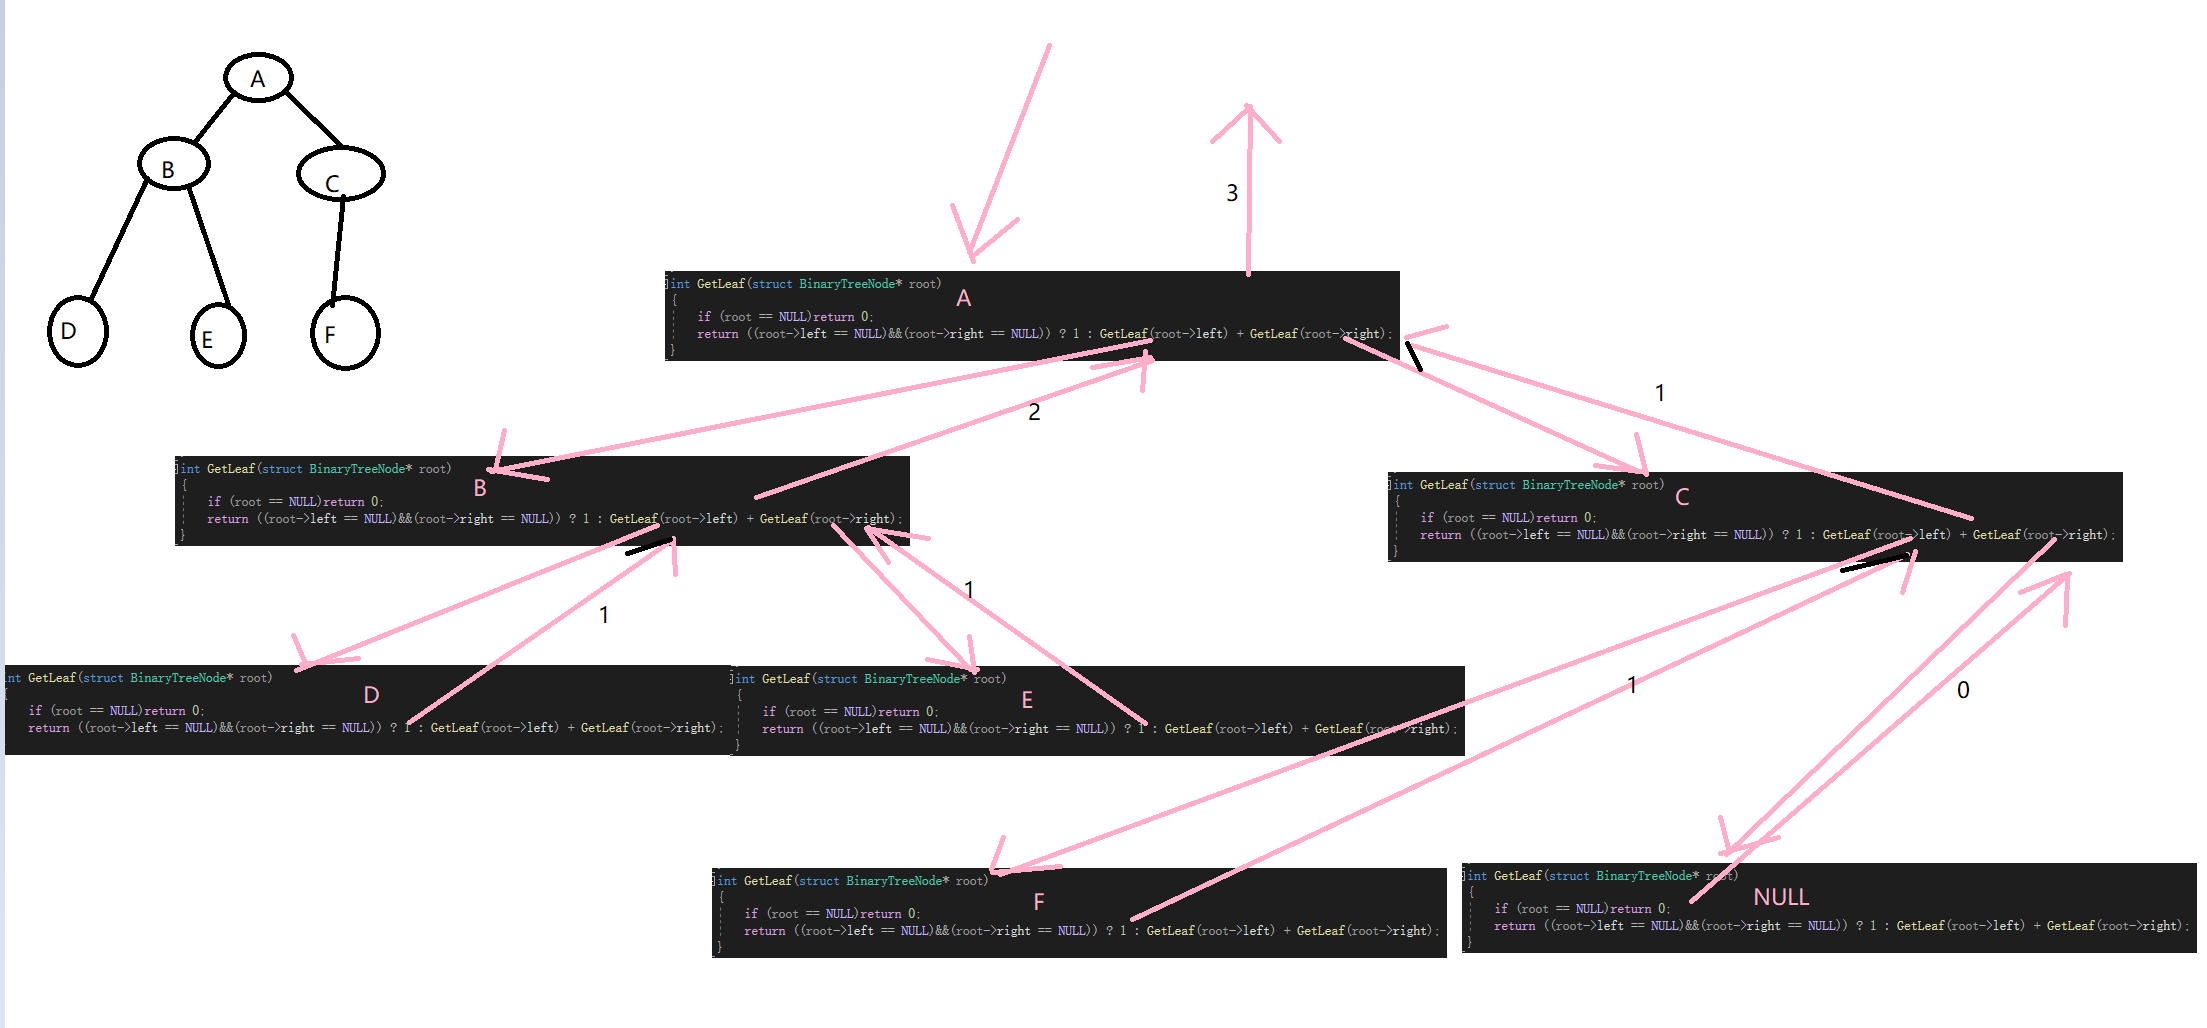 A
B
C
D
E
F
3
int GetLeaf(struct BinaryTreeNode* root)
A
{
if (root == NULL)return 0;
return ((root->left == NULL)&&(root->right == NULL)) ? 1 : GetLeaf(root->left) + GetLeaf(root->right);
}
2
1
int GetLeaf(struct BinaryTreeNode* root)
B
{
if (root == NULL)return 0;
return ((root->left == NULL)&&(root->right == NULL)) ? 1 : GetLeaf(root->left) + GetLeaf(root->right);
}
int GetLeaf(struct BinaryTreeNode* root)
C
{
if (root == NULL)return 0;
return ((root->left == NULL)&&(root->right == NULL)) ? 1 : GetLeaf(root->left) + GetLeaf(root->right);
}
1
1
1
0
int GetLeaf(struct BinaryTreeNode* root)
D
{
if (root == NULL)return 0;
return ((root->left == NULL)&&(root->right == NULL)) ? 1 : GetLeaf(root->left) + GetLeaf(root->right);
int GetLeaf(struct BinaryTreeNode* root)
E
{
if (root == NULL)return 0;
return ((root->left == NULL)&&(root->right == NULL)) ? 1 : GetLeaf(root->left) + GetLeaf(root->right);
}
int GetLeaf(struct BinaryTreeNode* root)
F
{
if (root == NULL)return 0;
return ((root->left == NULL)&&(root->right == NULL)) ? 1 : GetLeaf(root->left) + GetLeaf(root->right);
}
int GetLeaf(struct BinaryTreeNode* root)
NULL
{
if (root == NULL)return 0;
return ((root->left == NULL)&&(root->right == NULL)) ? 1 : GetLeaf(root->left) + GetLeaf(root->right);
}